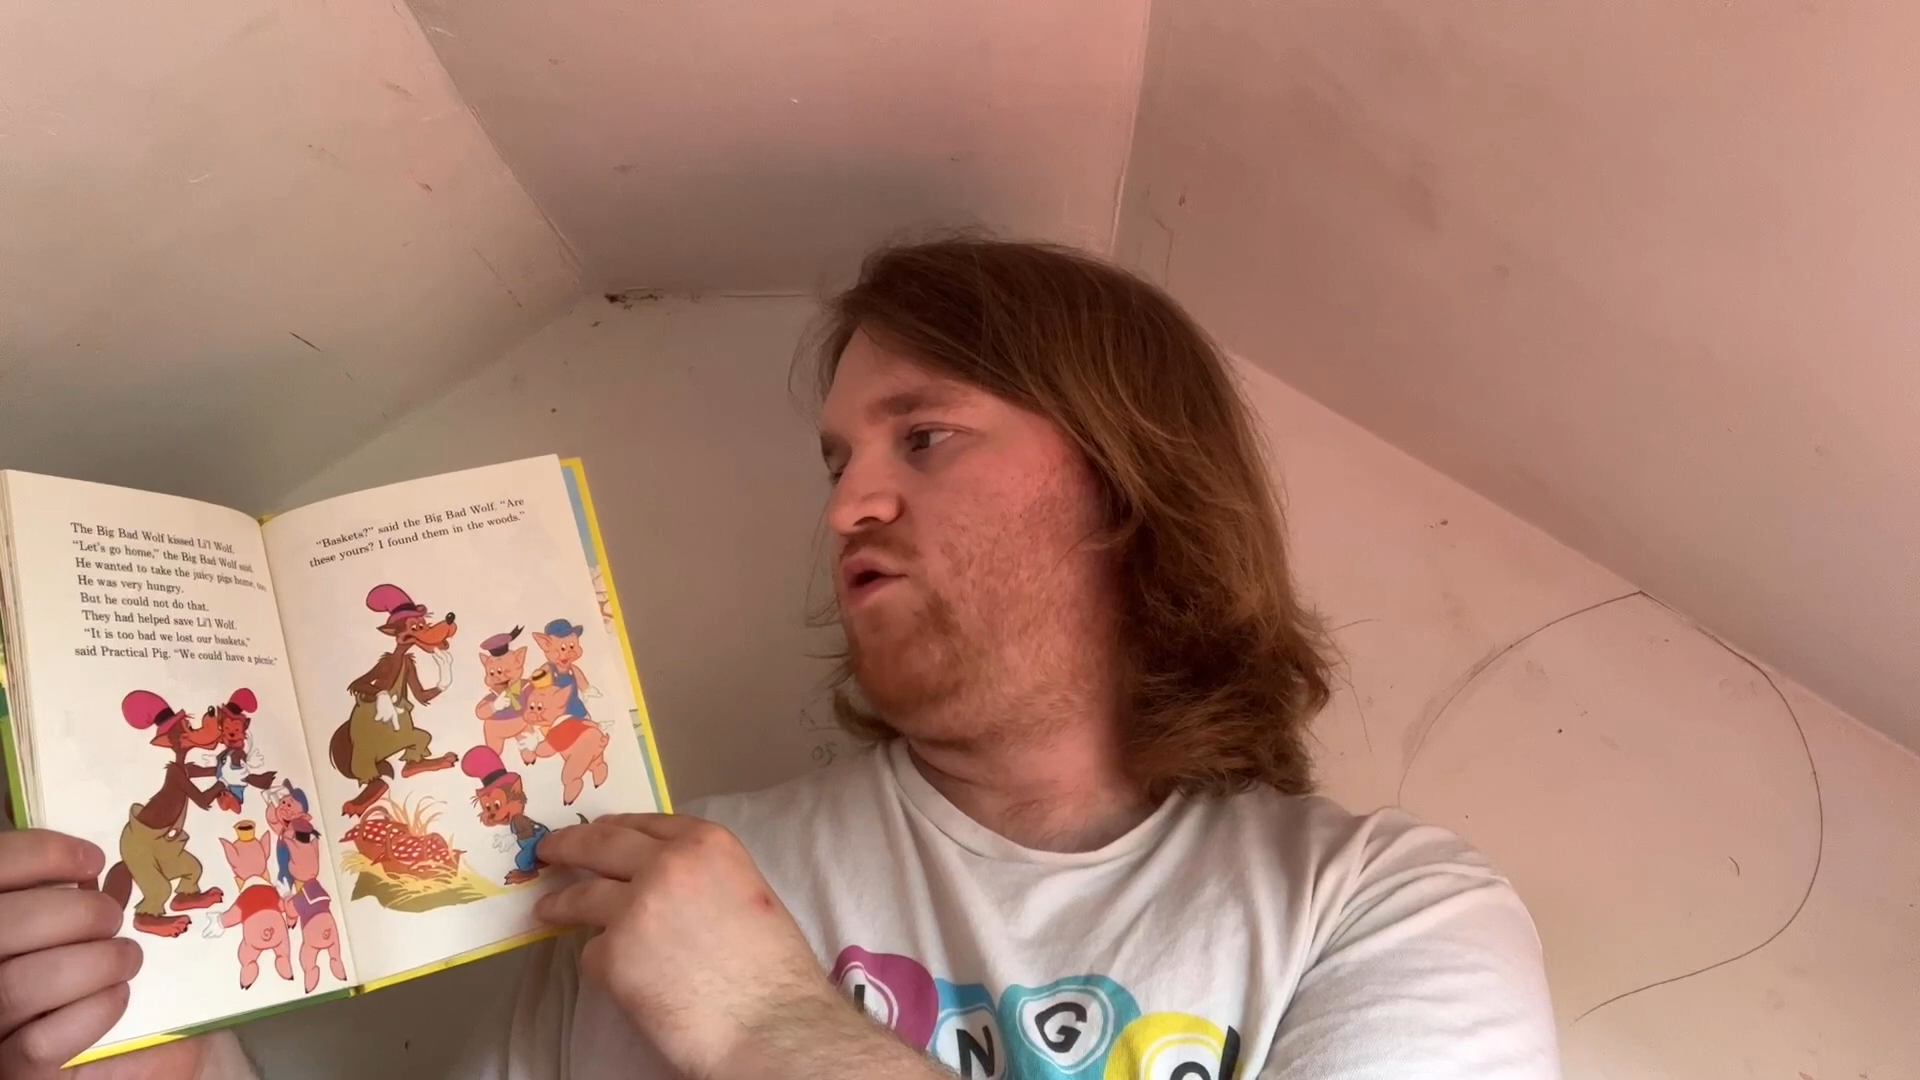 The Big Bad Wolf kissed Li'l Wolf.
"Let's go home," the Big Bad Wolf said.
He wanted to take the juicy pigs home, too.
He was very hungry.
But he could not do that.
They had helped save Li'l Wolf.
"It is too bad we lost our baskets,"
said Practical Pig. "We could have a picnic."
"Baskets?" said the Big Bad Wolf. "Are
these yours? I found them in the woods."
INGO